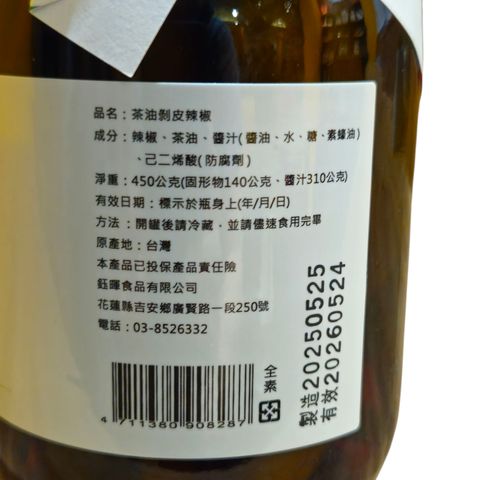 品名：茶油剝皮辣椒
成分：辣椒、茶油、醬汁(醬油、水、糖、素蠔油)
、己二烯酸(防腐劑)
淨重：450公克(固形物140公克、醬汁310公克)
有效日期：標示於瓶身上(年/月/日)
方法：開罐後請冷藏，並請儘速食用完畢
原產地：台灣
本產品已投保產品責任險
鈺暉食品有限公司
花蓮縣吉安鄉廣賢路一段250號
電話：03-8526332
全素
4 711380 908287
製造20250525
有效20260524